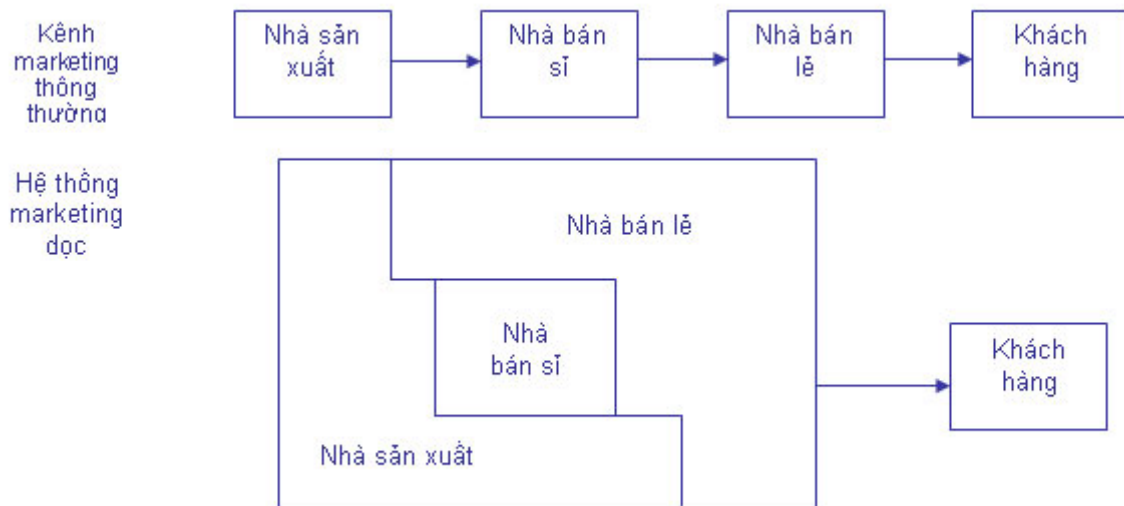 Kênh
marketing
thông
thường
Nhà sản
xuất
Nhà bán
sỉ
Nhà bán
lẻ
Khách
hàng
Hệ thống
marketing
dọc
Nhà bán lẻ
Nhà
bán sỉ
Nhà sản xuất
Khách
hàng